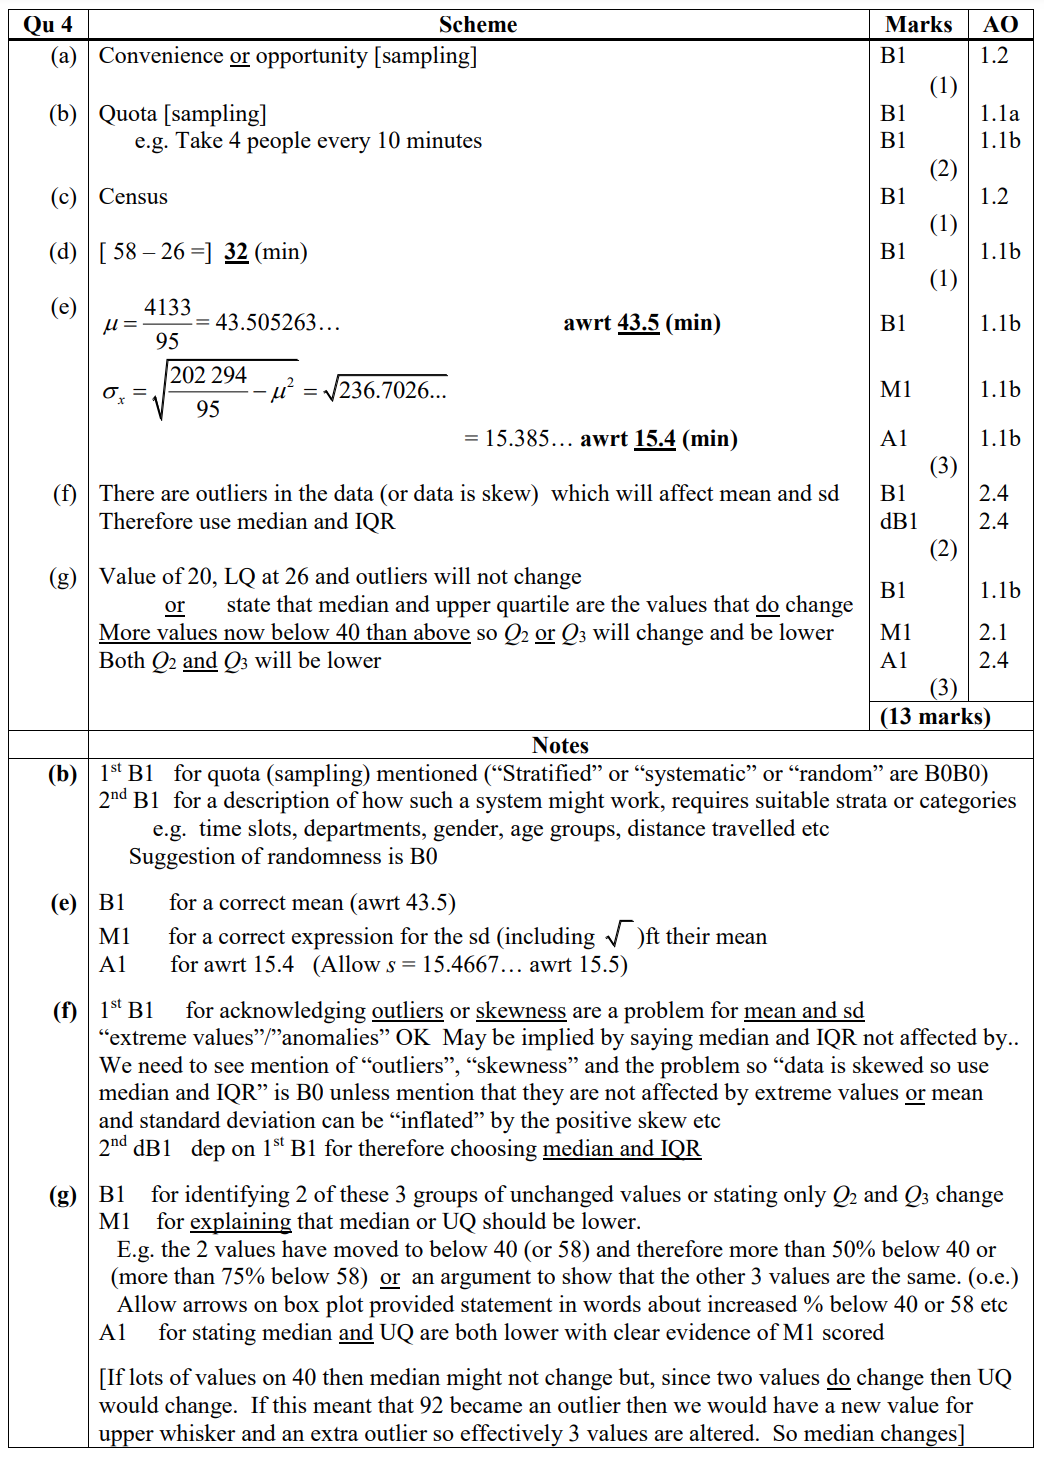 Qu 4 Scheme Marks AO
(a) Convenience or opportunity [sampling] B1 1.2
(1)
(b) Quota [sampling] B1 1.1a
e.g. Take 4 people every 10 minutes B1 1.1b
(2)
(c) Census B1 1.2
(1)
(d) [ 58 – 26 =] 32 (min) B1 1.1b
(1)
(e) μ = 4133/95 = 43.505263… awrt 43.5 (min) B1 1.1b
σx = √(202 294/95 − μ²) = √236.7026... M1 1.1b
= 15.385… awrt 15.4 (min) A1 1.1b
(3)
(f) There are outliers in the data (or data is skew) which will affect mean and sd B1 2.4
Therefore use median and IQR dB1 2.4
(2)
(g) Value of 20, LQ at 26 and outliers will not change B1 1.1b
or state that median and upper quartile are the values that do change
More values now below 40 than above so Q2 or Q3 will change and be lower M1 2.1
Both Q2 and Q3 will be lower A1 2.4
(3)
(13 marks)
Notes
(b) 1st B1 for quota (sampling) mentioned (“Stratified” or “systematic” or “random” are B0B0)
2nd B1 for a description of how such a system might work, requires suitable strata or categories
e.g. time slots, departments, gender, age groups, distance travelled etc
Suggestion of randomness is B0
(e) B1 for a correct mean (awrt 43.5)
M1 for a correct expression for the sd (including √ )ft their mean
A1 for awrt 15.4 (Allow s = 15.4667… awrt 15.5)
(f) 1st B1 for acknowledging outliers or skewness are a problem for mean and sd
“extreme values”/”anomalies” OK May be implied by saying median and IQR not affected by..
We need to see mention of “outliers”, “skewness” and the problem so “data is skewed so use
median and IQR” is B0 unless mention that they are not affected by extreme values or mean
and standard deviation can be “inflated” by the positive skew etc
2nd dB1 dep on 1st B1 for therefore choosing median and IQR
(g) B1 for identifying 2 of these 3 groups of unchanged values or stating only Q2 and Q3 change
M1 for explaining that median or UQ should be lower.
E.g. the 2 values have moved to below 40 (or 58) and therefore more than 50% below 40 or
(more than 75% below 58) or an argument to show that the other 3 values are the same. (o.e.)
Allow arrows on box plot provided statement in words about increased % below 40 or 58 etc
A1 for stating median and UQ are both lower with clear evidence of M1 scored
[If lots of values on 40 then median might not change but, since two values do change then UQ
would change. If this meant that 92 became an outlier then we would have a new value for
upper whisker and an extra outlier so effectively 3 values are altered. So median changes]